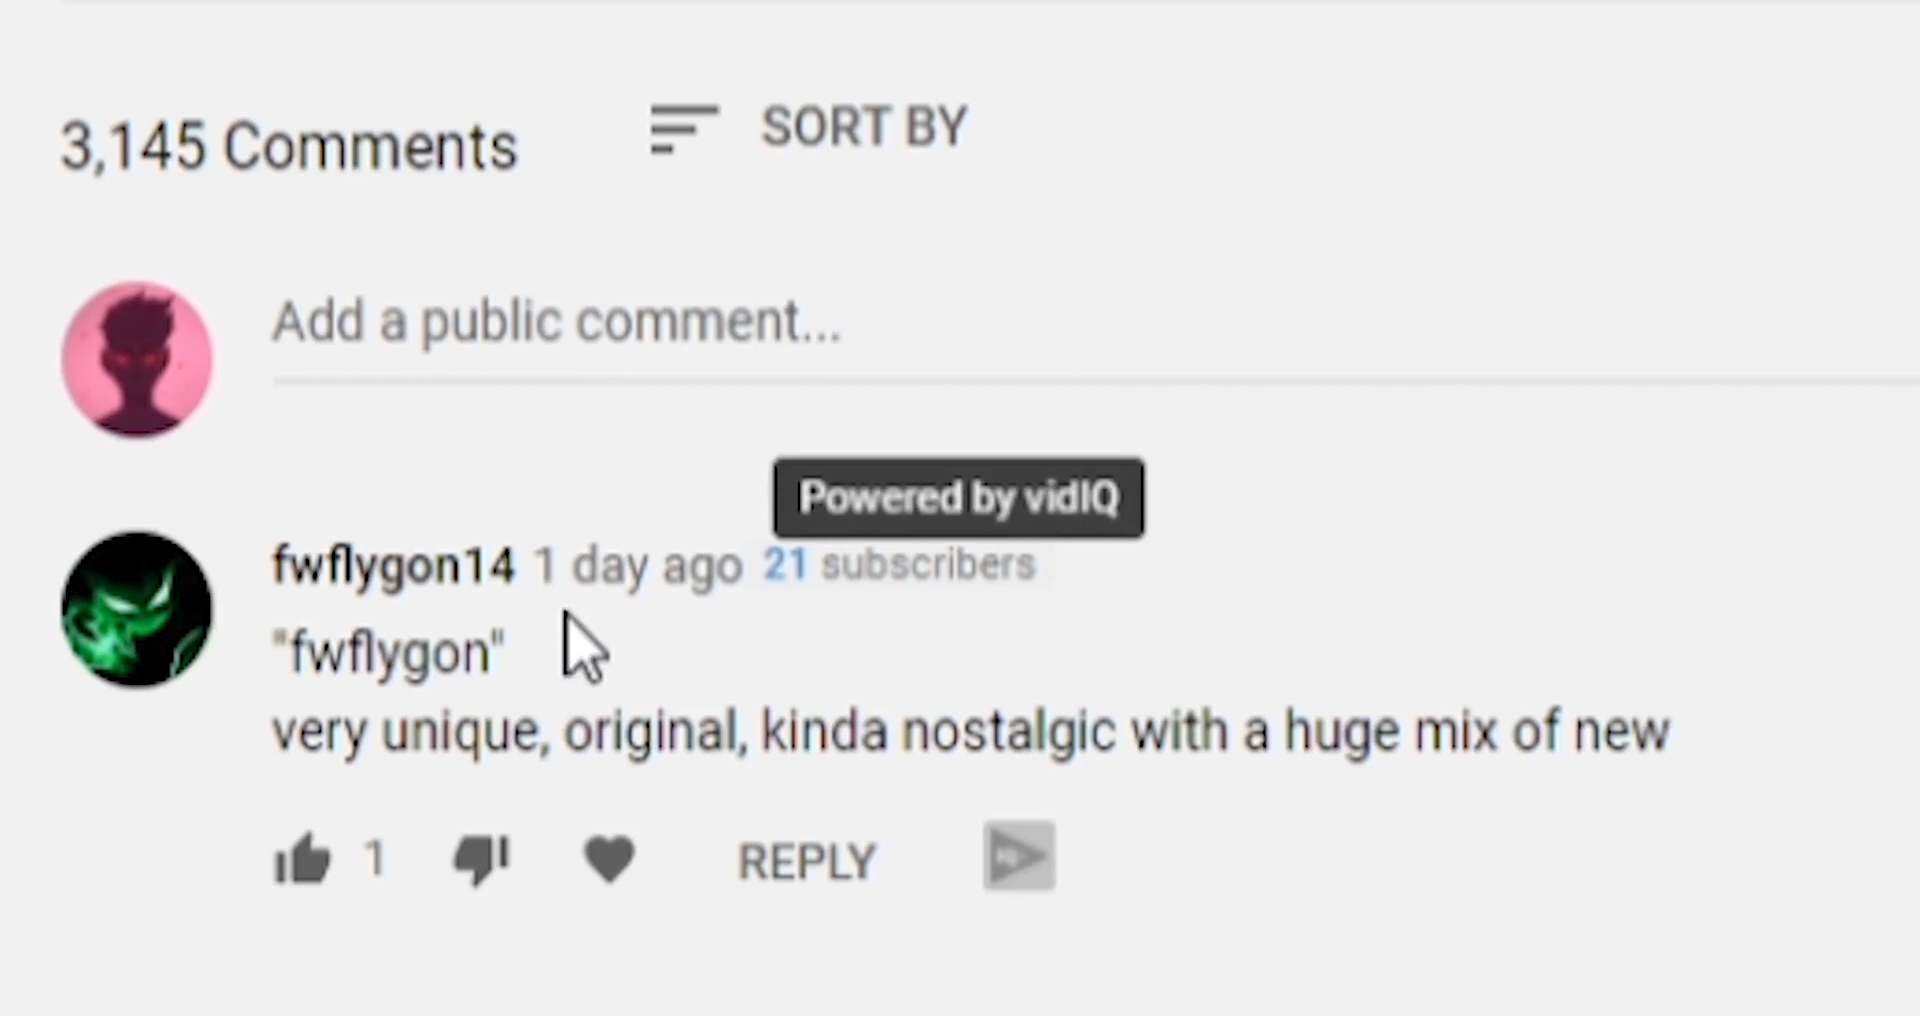 3,145 Comments SORT BY
Add a public comment...
Powered by vidIQ
fwflygon14 1 day ago 21 subscribers
"fwflygon"
very unique, original, kinda nostalgic with a huge mix of new
1 REPLY